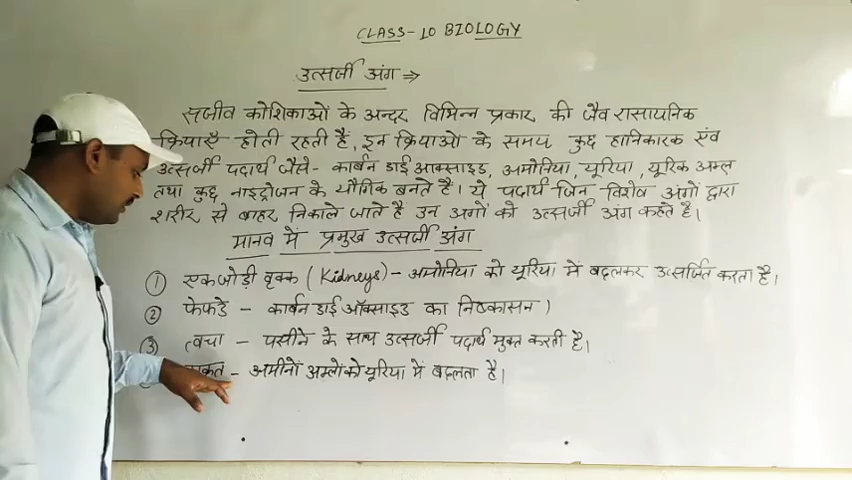 CLASS-10 BIOLOGY
उत्सर्जी अंग ⇒
सजीव कोशिकाओं के अन्दर विभिन्न प्रकार की जैव रासायनिक
क्रियाएँ होती रहती हैं, इन क्रियाओं के समय कुछ हानिकारक एंव
उत्सर्जी पदार्थ जैसे- कार्बन डाई आक्साइड, अमोनिया, यूरिया, यूरिक अम्ल
तथा कुछ नाइट्रोजन के यौगिक बनते हैं। ये पदार्थ जिन विशेष अंगों द्वारा
शरीर से बाहर निकाले जाते हैं उन अंगों को उत्सर्जी अंग कहते है।
मानव में प्रमुख उत्सर्जी अंग
① एक जोड़ी वृक्क (Kidneys) - अमोनिया को यूरिया में बदलकर उत्सर्जित करता है।
② फेफड़े - कार्बन डाई ऑक्साइड का निष्कासन)
③ त्वचा - पसीने के साथ उत्सर्जी पदार्थ मुक्त करती है।
- अमीनों अम्लो को यूरिया में बदलता है।